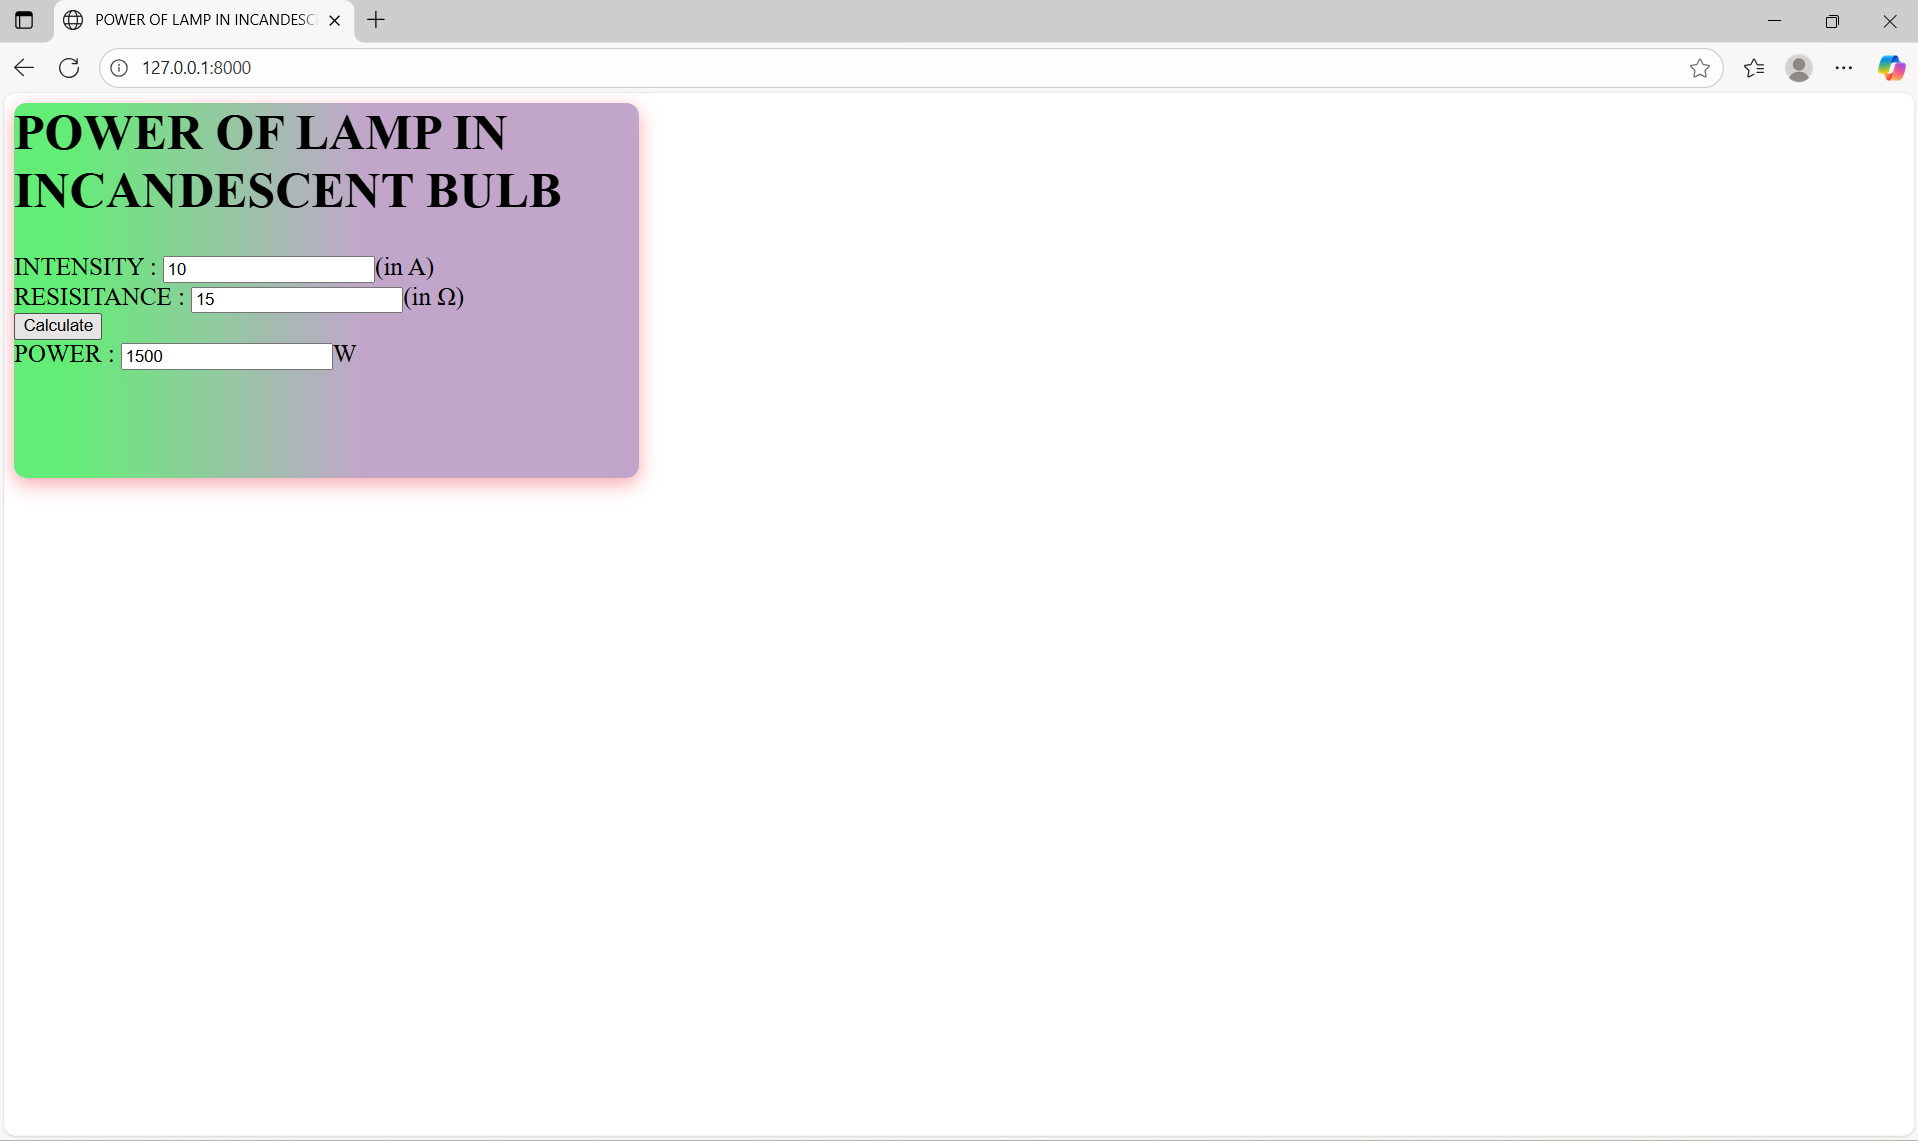 POWER OF LAMP IN INCANDESC
127.0.0.1:8000
POWER OF LAMP IN
INCANDESCENT BULB
INTENSITY : 10 (in A)
RESISITANCE : 15 (in Ω)
Calculate
POWER : 1500 W